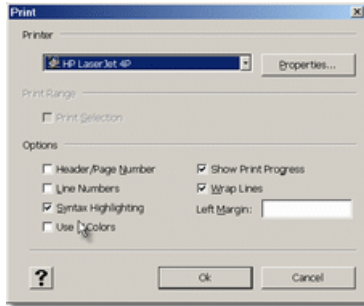 Print
Printer
HP LaserJet 4P
Properties...
Print Range
Print Selection
Options
Header/Page Number
Show Print Progress
Line Numbers
Wrap Lines
Syntax Highlighting
Left Margin:
Use Colors
?
Ok
Cancel